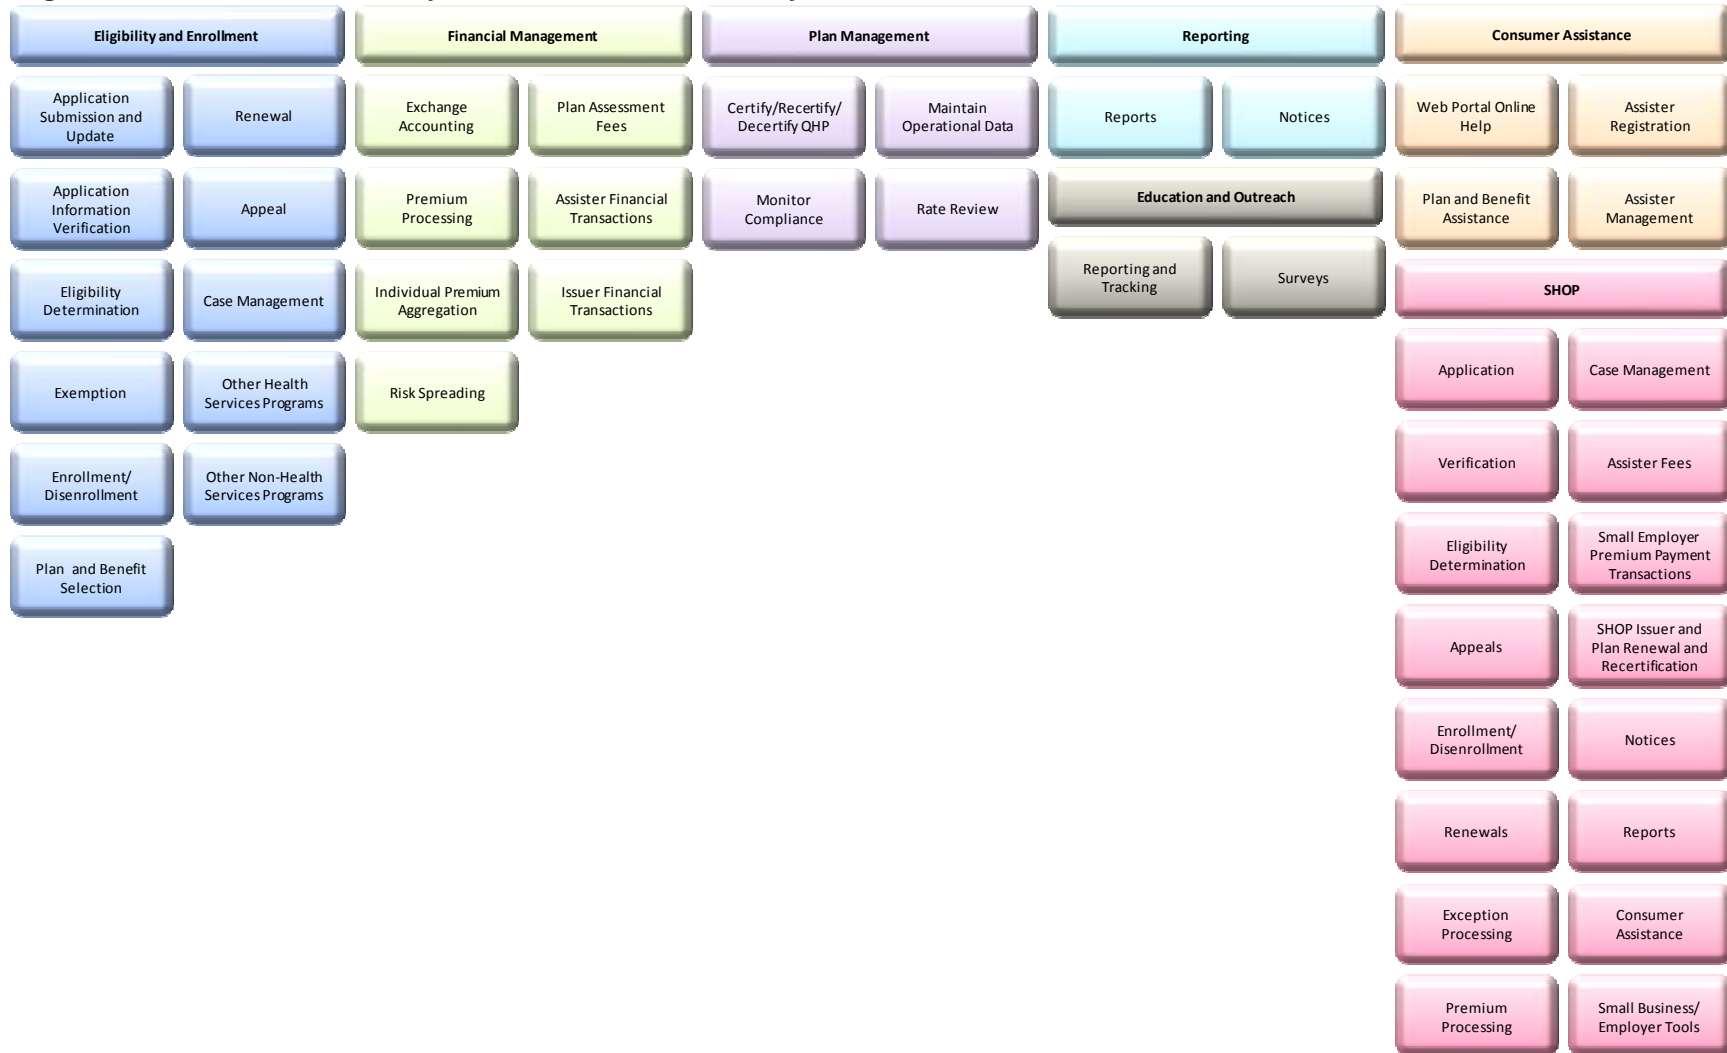 Eligibility and Enrollment
Application
Submission and
Update
Renewal
Application
Information
Verification
Appeal
Eligibility
Determination
Case Management
Exemption
Other Health
Services Programs
Enrollment/
Disenrollment
Other Non-Health
Services Programs
Plan and Benefit
Selection
Financial Management
Exchange
Accounting
Plan Assessment
Fees
Premium
Processing
Assister Financial
Transactions
Individual Premium
Aggregation
Issuer Financial
Transactions
Risk Spreading
Plan Management
Certify/Recertify/
Decertify QHP
Maintain
Operational Data
Monitor
Compliance
Rate Review
Reporting
Reports
Notices
Education and Outreach
Reporting and
Tracking
Surveys
Consumer Assistance
Web Portal Online
Help
Assister
Registration
Plan and Benefit
Assistance
Assister
Management
SHOP
Application
Case Management
Verification
Assister Fees
Eligibility
Determination
Small Employer
Premium Payment
Transactions
Appeals
SHOP Issuer and
Plan Renewal and
Recertification
Enrollment/
Disenrollment
Notices
Renewals
Reports
Exception
Processing
Consumer
Assistance
Premium
Processing
Small Business/
Employer Tools